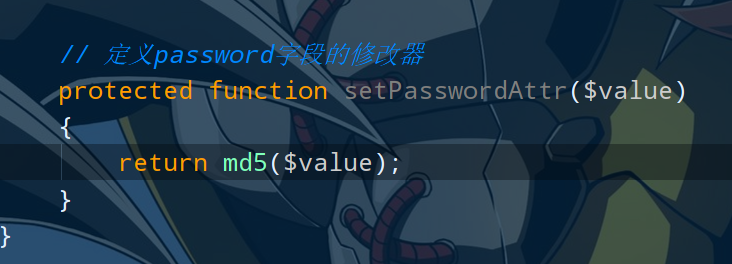 // 定义password字段的修改器
protected function setPasswordAttr($value)
{
return md5($value);
}
}